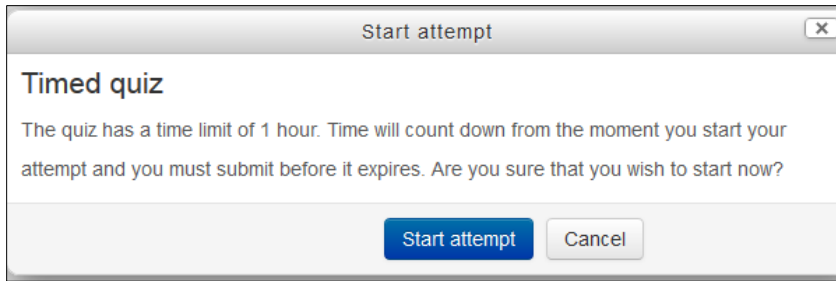 Start attempt
x
Timed quiz
The quiz has a time limit of 1 hour. Time will count down from the moment you start your
attempt and you must submit before it expires. Are you sure that you wish to start now?
Start attempt
Cancel